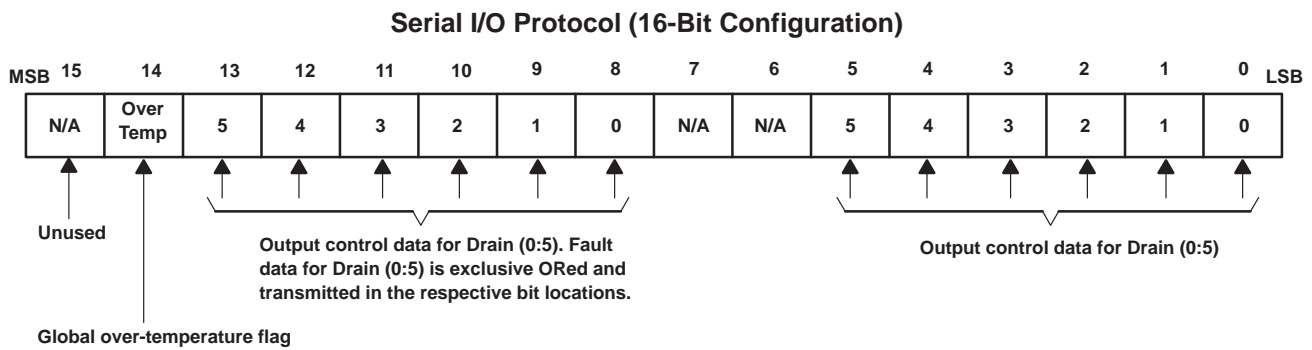 Serial I/O Protocol (16-Bit Configuration)
MSB 15 14 13 12 11 10 9 8 7 6 5 4 3 2 1 0 LSB
N/A Over Temp 5 4 3 2 1 0 N/A N/A 5 4 3 2 1 0
Unused
Output control data for Drain (0:5). Fault
data for Drain (0:5) is exclusive ORed and
transmitted in the respective bit locations.
Output control data for Drain (0:5)
Global over-temperature flag